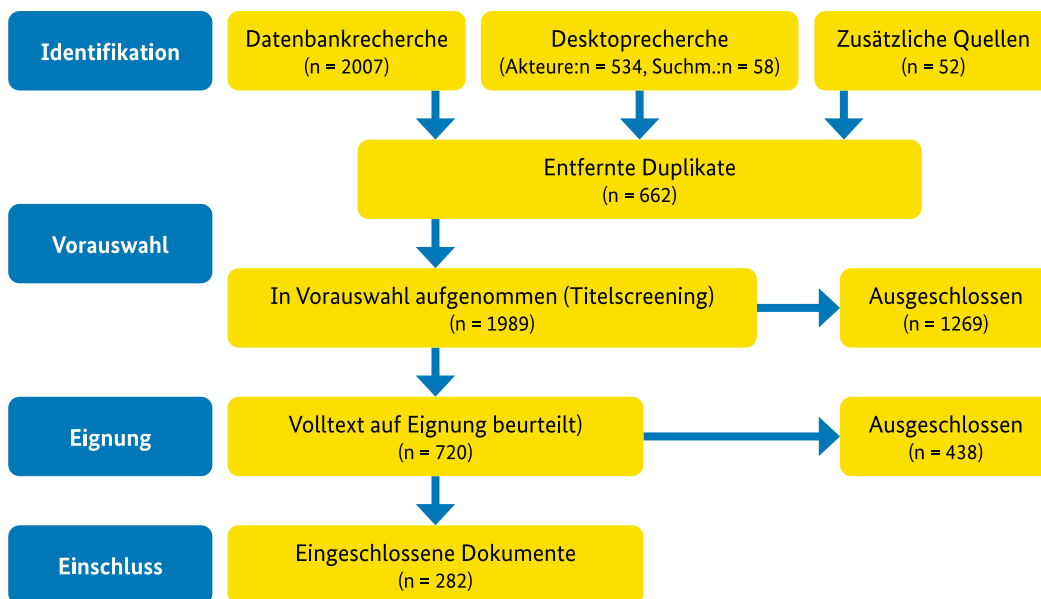 Identifikation
Datenbankrecherche
(n = 2007)
Desktoprecherche
(Akteure:n = 534, Suchm.:n = 58)
Zusätzliche Quellen
(n = 52)
Entfernte Duplikate
(n = 662)
Vorauswahl
In Vorauswahl aufgenommen (Titelscreening)
(n = 1989)
Ausgeschlossen
(n = 1269)
Eignung
Volltext auf Eignung beurteilt)
(n = 720)
Ausgeschlossen
(n = 438)
Einschluss
Eingeschlossene Dokumente
(n = 282)